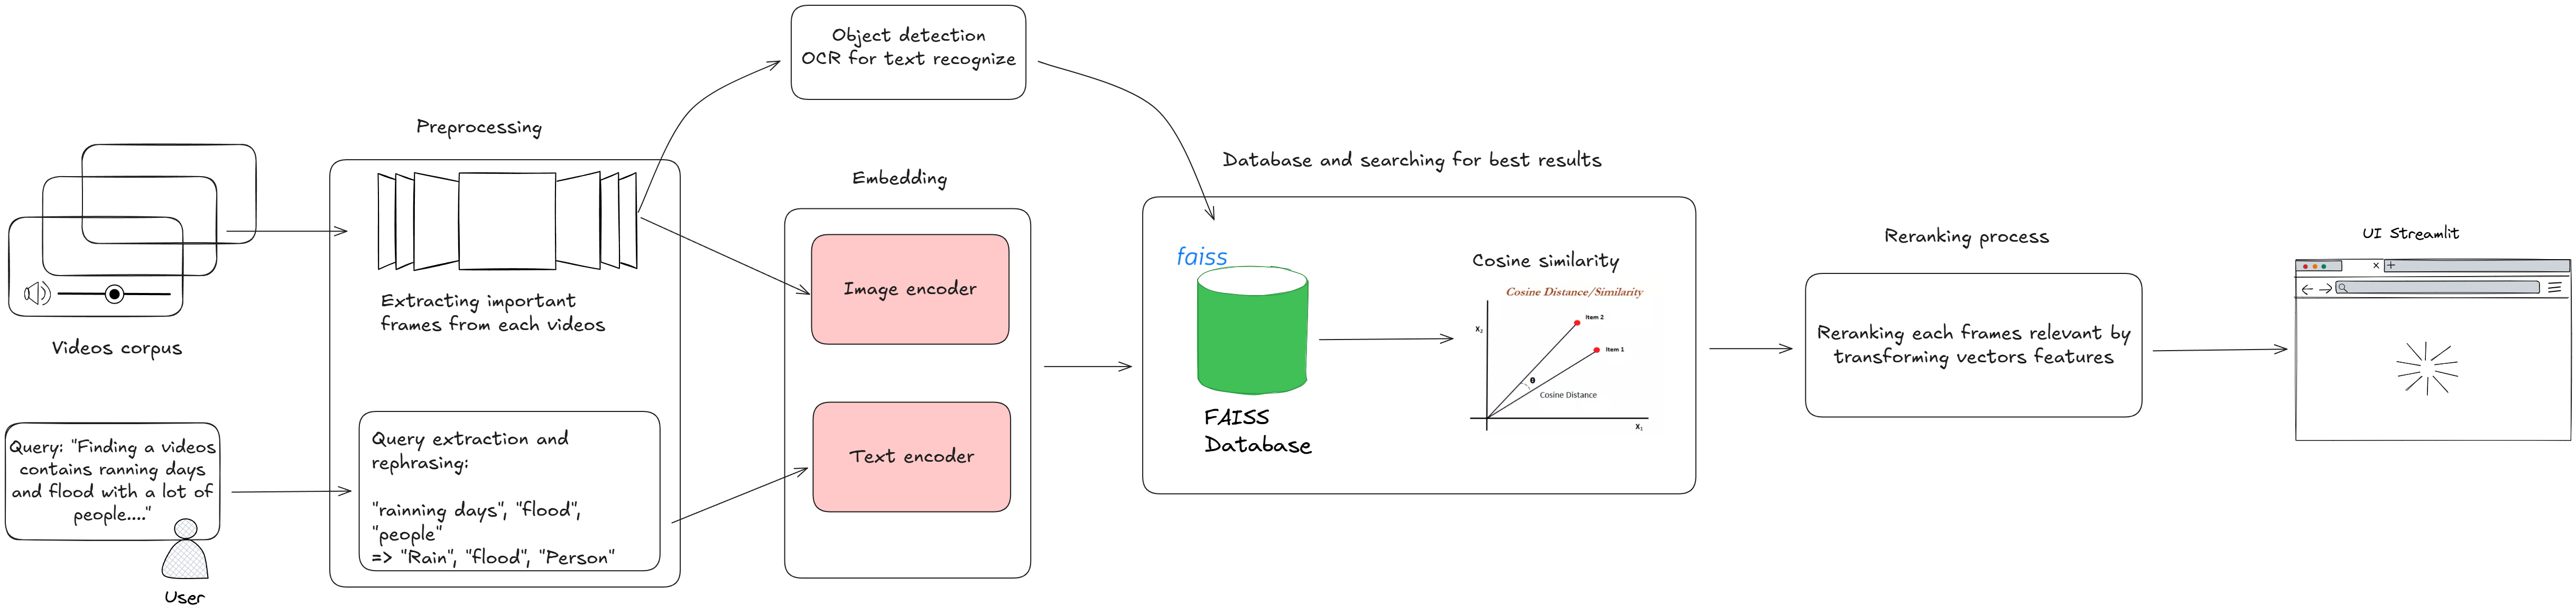 Object detection
OCR for text recognize
Preprocessing
Extracting important
frames from each videos
Videos corpus
Query: "Finding a videos
contains ranning days
and flood with a lot of
people...."
User
Query extraction and
rephrasing:
"rainning days", "flood",
"people"
=> "Rain", "flood", "Person"
Embedding
Image encoder
Text encoder
Database and searching for best results
faiss
FAISS
Database
Cosine similarity
Cosine Distance/Similarity
X₂
Item 2
Item 1
θ
Cosine Distance
X₁
Reranking process
Reranking each frames relevant by
transforming vectors features
UI Streamlit